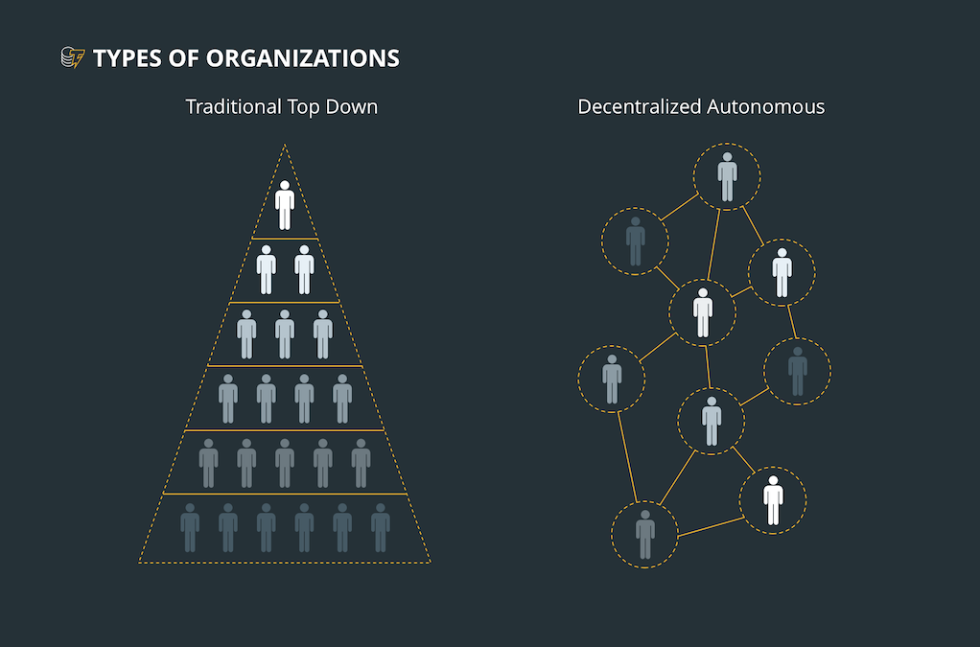 TYPES OF ORGANIZATIONS
Traditional Top Down
Decentralized Autonomous